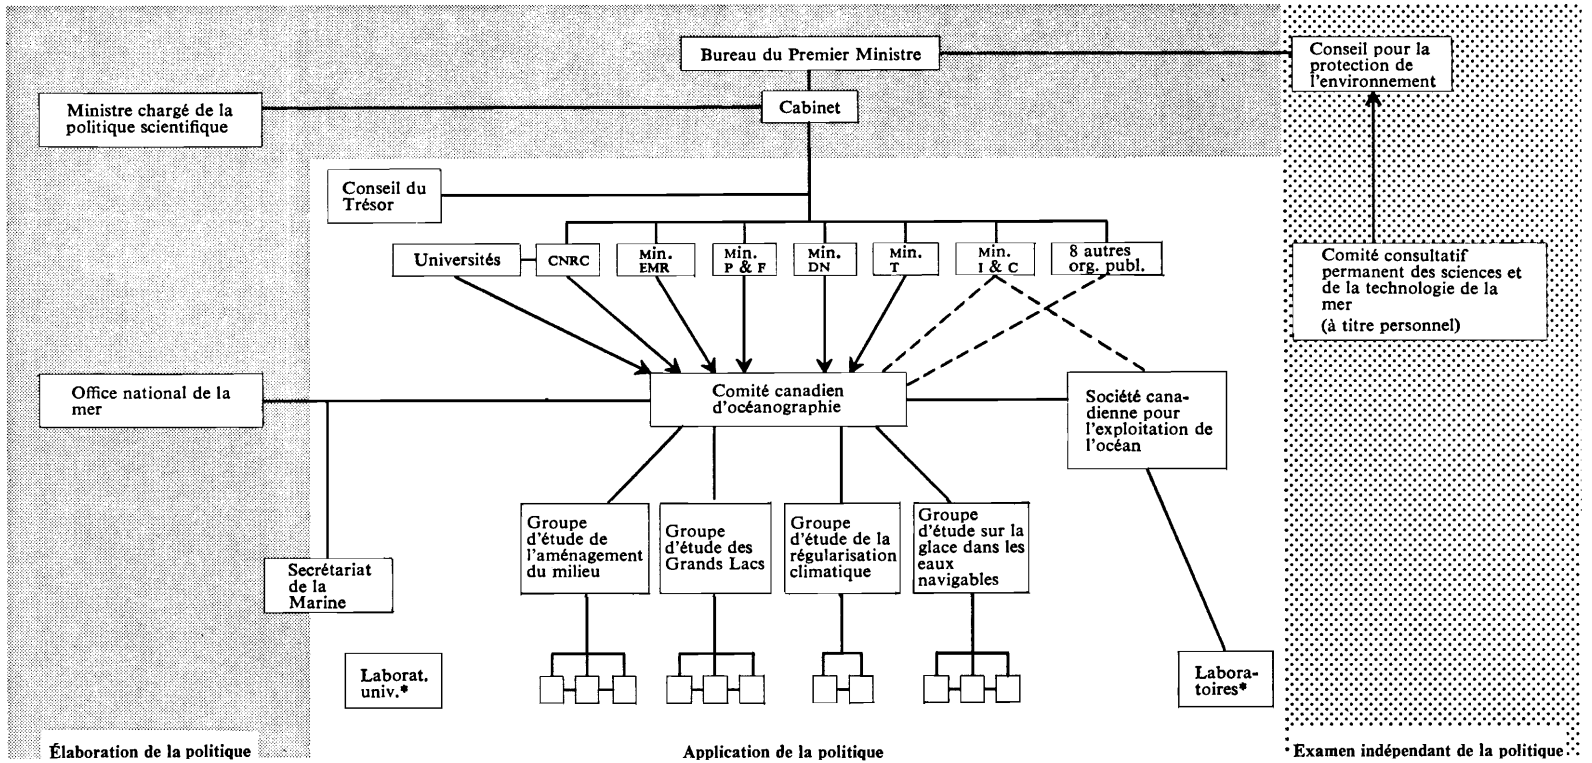 Bureau du Premier Ministre
Conseil pour la
protection de
l'environnement
Ministre chargé de la
politique scientifique
Cabinet
Conseil du
Trésor
Universités
CNRC
Min.
EMR
Min.
P & F
Min.
DN
Min.
T
Min.
I & C
8 autres
org. publ.
Comité consultatif
permanent des sciences et
de la technologie de la
mer
(à titre personnel)
Office national de la
mer
Comité canadien
d'océanographie
Société cana-
dienne pour
l'exploitation de
l'océan
Groupe
d'étude de
l'aménagement
du milieu
Groupe
d'étude des
Grands Lacs
Groupe
d'étude de la
régularisation
climatique
Groupe
d'étude sur la
glace dans les
eaux
navigables
Secrétariat
de la
Marine
Laborat.
univ.*
Labora-
toires*
Élaboration de la politique
Application de la politique
Examen indépendant de la politique